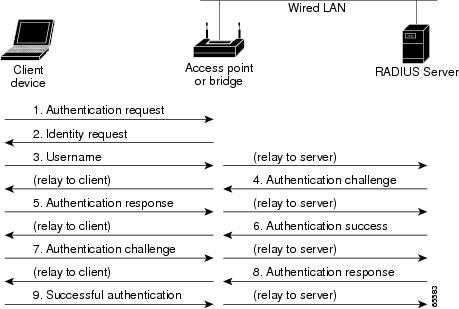 Wired LAN
Client
device
Access point
or bridge
RADIUS Server
1. Authentication request
2. Identity request
3. Username
(relay to server)
(relay to client)
4. Authentication challenge
5. Authentication response
(relay to server)
(relay to client)
6. Authentication success
7. Authentication challenge
(relay to server)
(relay to client)
8. Authentication response
9. Successful authentication
(relay to server)
65583